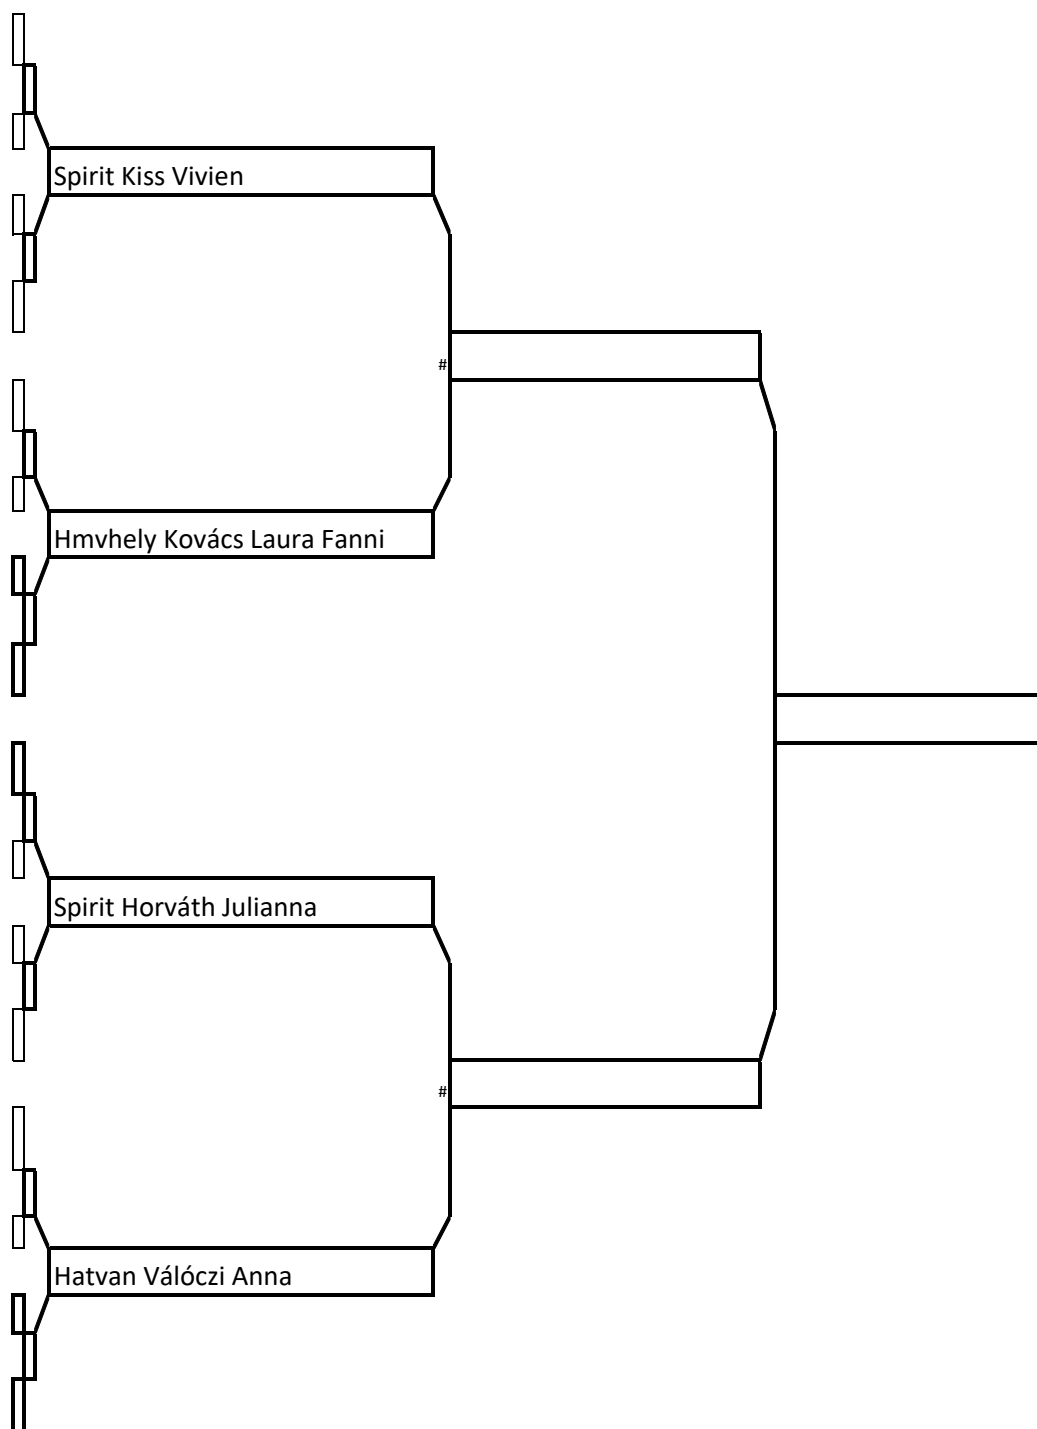 Spirit Kiss Vivien
#
Hmvhely Kovács Laura Fanni
Spirit Horváth Julianna
#
Hatvan Válóczi Anna